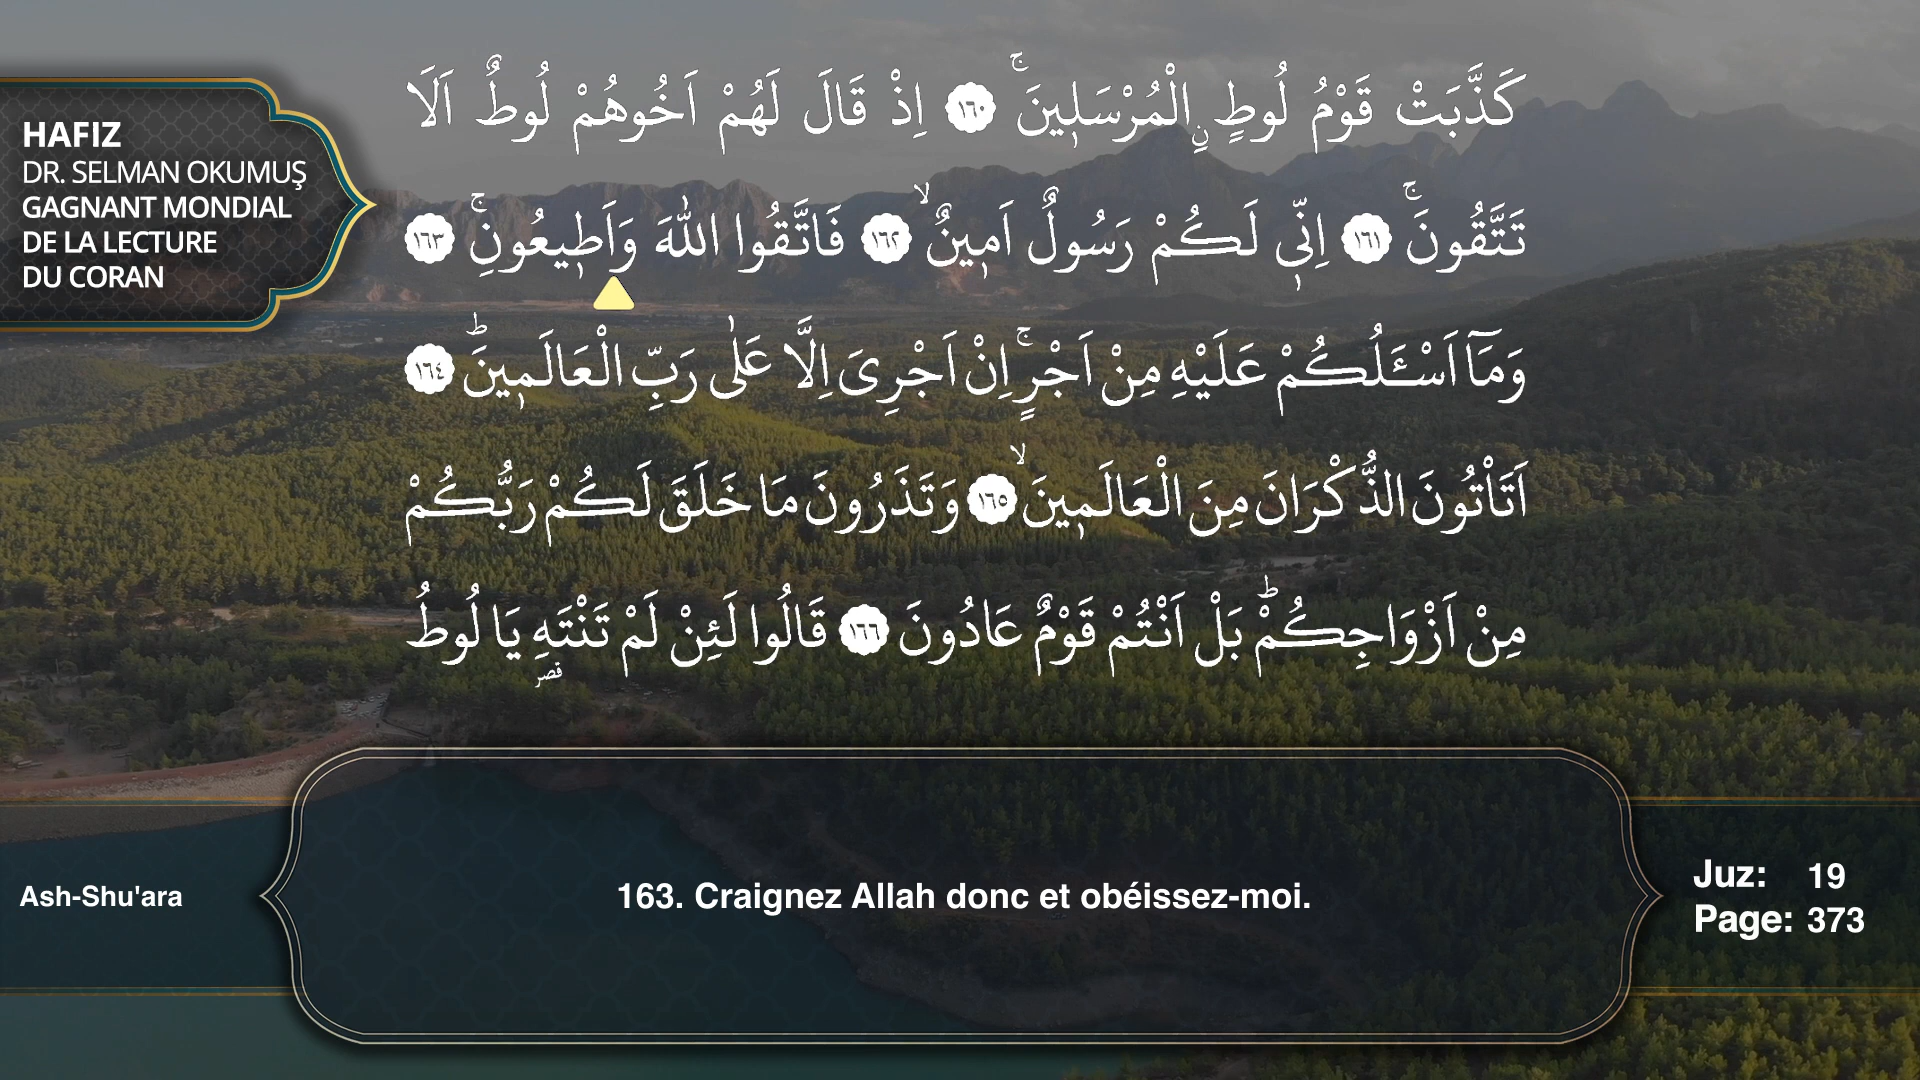 HAFIZ
DR. SELMAN OKUMUŞ
GAGNANT MONDIAL
DE LA LECTURE
DU CORAN
كَذَّبَتْ قَوْمُ لُوطٍۨ الْمُرْسَل۪ينَۚ ﴿١٦٠﴾ اِذْ قَالَ لَهُمْ اَخُوهُمْ لُوطٌ اَلَا
تَتَّقُونَۚ ﴿١٦١﴾ اِنّ۪ي لَكُمْ رَسُولٌ اَم۪ينٌۙ ﴿١٦٢﴾ فَاتَّقُوا اللّٰهَ وَاَط۪يعُونِۚ ﴿١٦٣﴾
وَمَٓا اَسْـَٔلُكُمْ عَلَيْهِ مِنْ اَجْرٍۚ اِنْ اَجْرِىَ اِلَّا عَلٰى رَبِّ الْعَالَم۪ينَۜ ﴿١٦٤﴾
اَتَأْتُونَ الذُّكْرَانَ مِنَ الْعَالَم۪ينَۙ ﴿١٦٥﴾ وَتَذَرُونَ مَا خَلَقَ لَكُمْ رَبُّكُمْ
مِنْ اَزْوَاجِكُمْۜ بَلْ اَنْتُمْ قَوْمٌ عَادُونَ ﴿١٦٦﴾ قَالُوا لَئِنْ لَمْ تَنْتَهِ يَا لُوطُ
قصر
Ash-Shu'ara
163. Craignez Allah donc et obéissez-moi.
Juz: 19
Page: 373